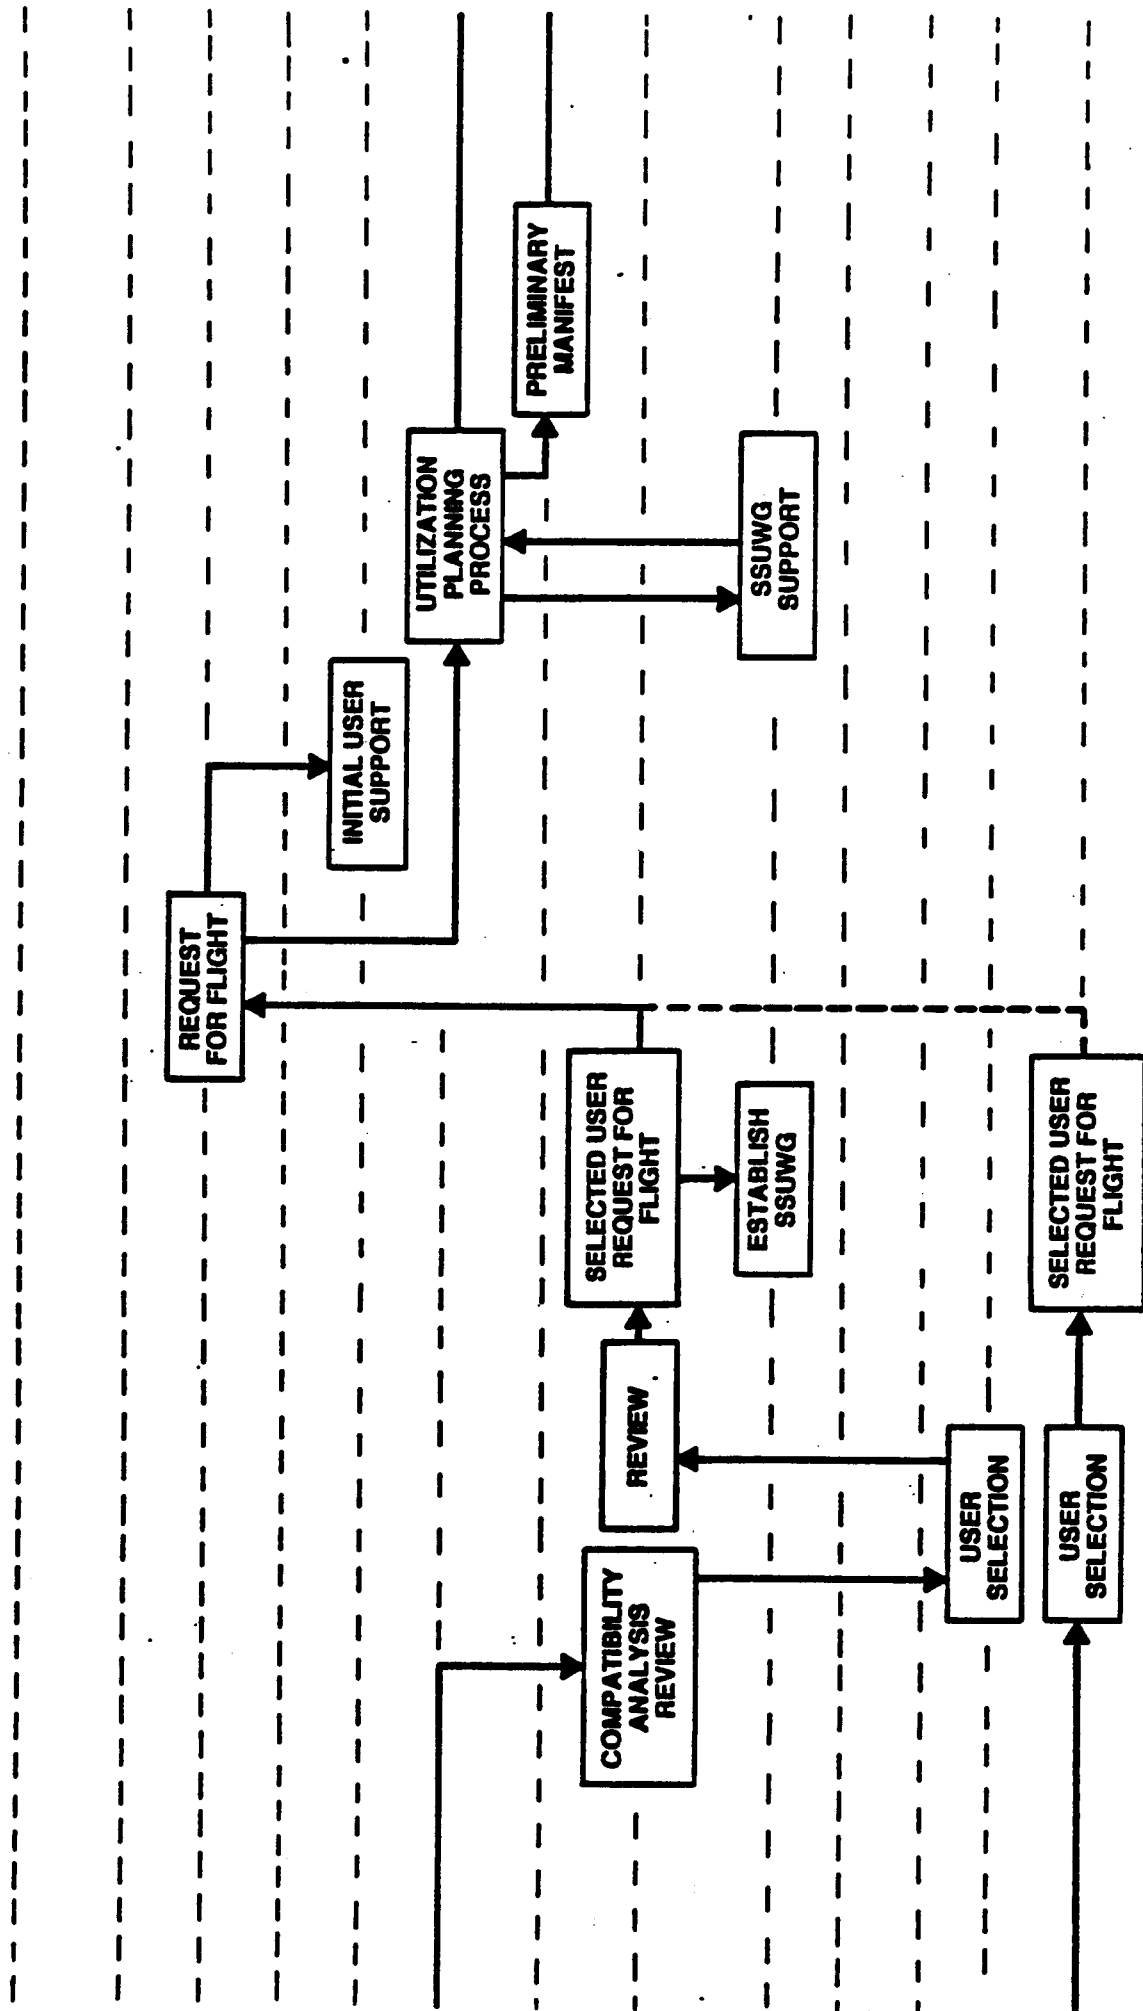 COMPATIBILITY
ANALYSIS
REVIEW
USER
SELECTION
USER
SELECTION
REVIEW
SELECTED USER
REQUEST FOR
FLIGHT
ESTABLISH
SSUWG
SELECTED USER
REQUEST FOR
FLIGHT
REQUEST
FOR FLIGHT
INITIAL USER
SUPPORT
UTILIZATION
PLANNING
PROCESS
SSUWG
SUPPORT
PRELIMINARY
MANIFEST